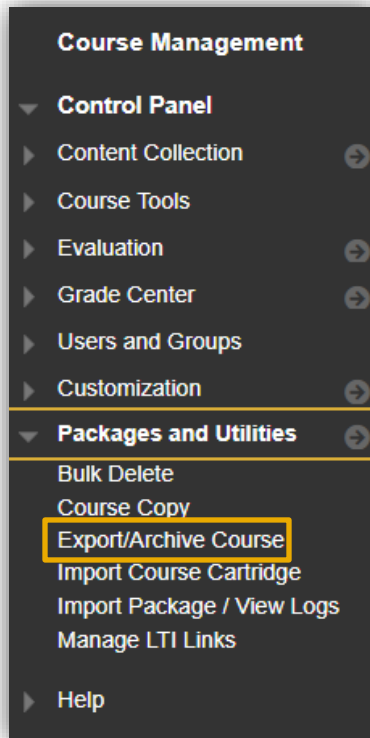 Course Management
Control Panel
Content Collection
Course Tools
Evaluation
Grade Center
Users and Groups
Customization
Packages and Utilities
Bulk Delete
Course Copy
Export/Archive Course
Import Course Cartridge
Import Package / View Logs
Manage LTI Links
Help